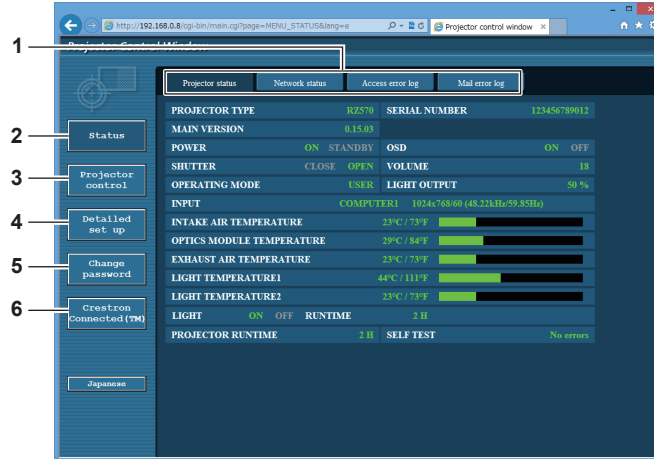 http://192.168.0.8/cgi-bin/main.cgi?page=MENU_STATUS&lang=e
Projector control window
Projector Control Window
1
Projector status Network status Access error log Mail error log
PROJECTOR TYPE RZ570 SERIAL NUMBER 123456789012
MAIN VERSION 0.15.03
2 Status
POWER ON STANDBY OSD ON OFF
SHUTTER CLOSE OPEN VOLUME 18
3 Projector control
OPERATING MODE USER LIGHT OUTPUT 50 %
INPUT COMPUTER1 1024x768/60 (48.22kHz/59.85Hz)
4 Detailed set up
INTAKE AIR TEMPERATURE 23°C / 73°F
OPTICS MODULE TEMPERATURE 29°C / 84°F
5 Change password
EXHAUST AIR TEMPERATURE 23°C / 73°F
LIGHT TEMPERATURE1 44°C / 111°F
LIGHT TEMPERATURE2 23°C / 73°F
6 Crestron Connected(TM)
LIGHT ON OFF RUNTIME 2 H
PROJECTOR RUNTIME 2 H SELF TEST No errors
Japanese